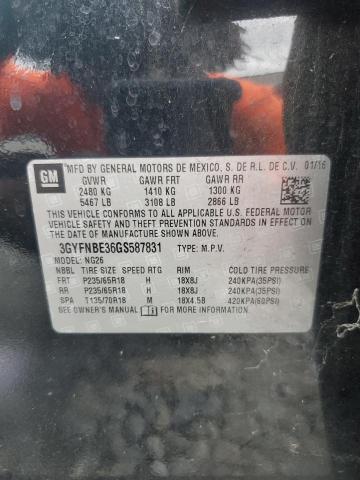 GM
MFD BY GENERAL MOTORS DE MEXICO, S. DE R.L. DE C.V. 01/16
GVWR GAWR FRT GAWR RR
2480 KG 1410 KG 1300 KG
5467 LB 3108 LB 2866 LB
THIS VEHICLE CONFORMS TO ALL APPLICABLE U.S. FEDERAL MOTOR
VEHICLE SAFETY, BUMPER, AND THEFT PREVENTION STANDARDS IN
EFFECT ON THE DATE OF MANUFACTURE SHOWN ABOVE.
3GYFNBE36GS587831 TYPE: M.P.V.
MODEL: NG26
NBBL TIRE SIZE SPEED RTG RIM COLD TIRE PRESSURE
FRT P235/65R18 H 18X8J 240KPA(35PSI)
RR P235/65R18 H 18X8J 240KPA(35PSI)
SPA T135/70R18 M 18X4.5B 420KPA(60PSI)
SEE OWNER'S MANUAL FOR MORE INFORMATION.